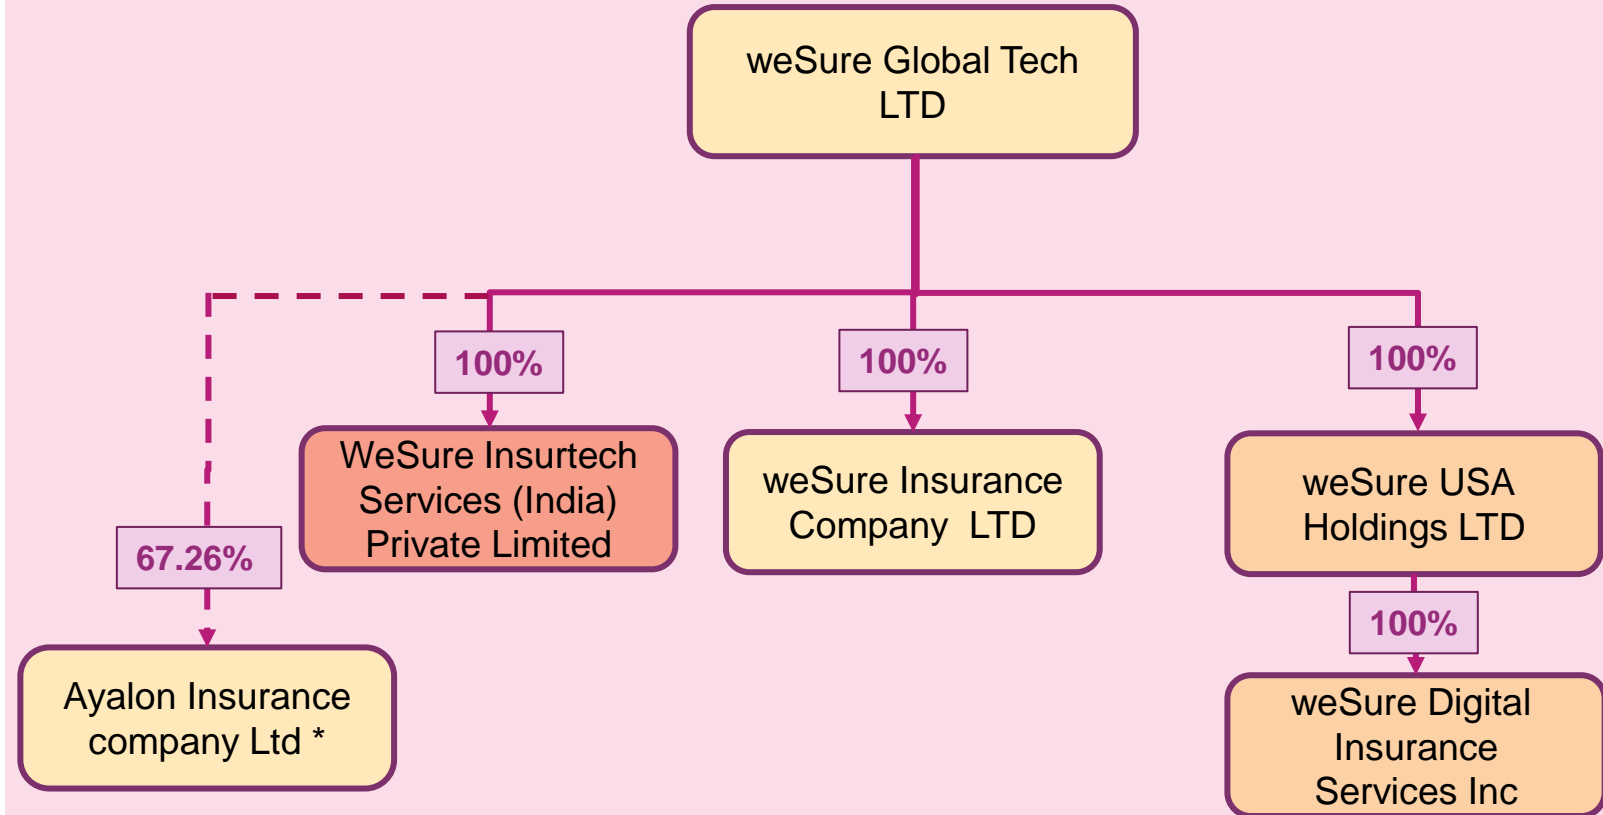 weSure Global Tech
LTD
100%
100%
100%
WeSure Insurtech
Services (India)
Private Limited
weSure Insurance
Company LTD
weSure USA
Holdings LTD
67.26%
100%
Ayalon Insurance
company Ltd *
weSure Digital
Insurance
Services Inc